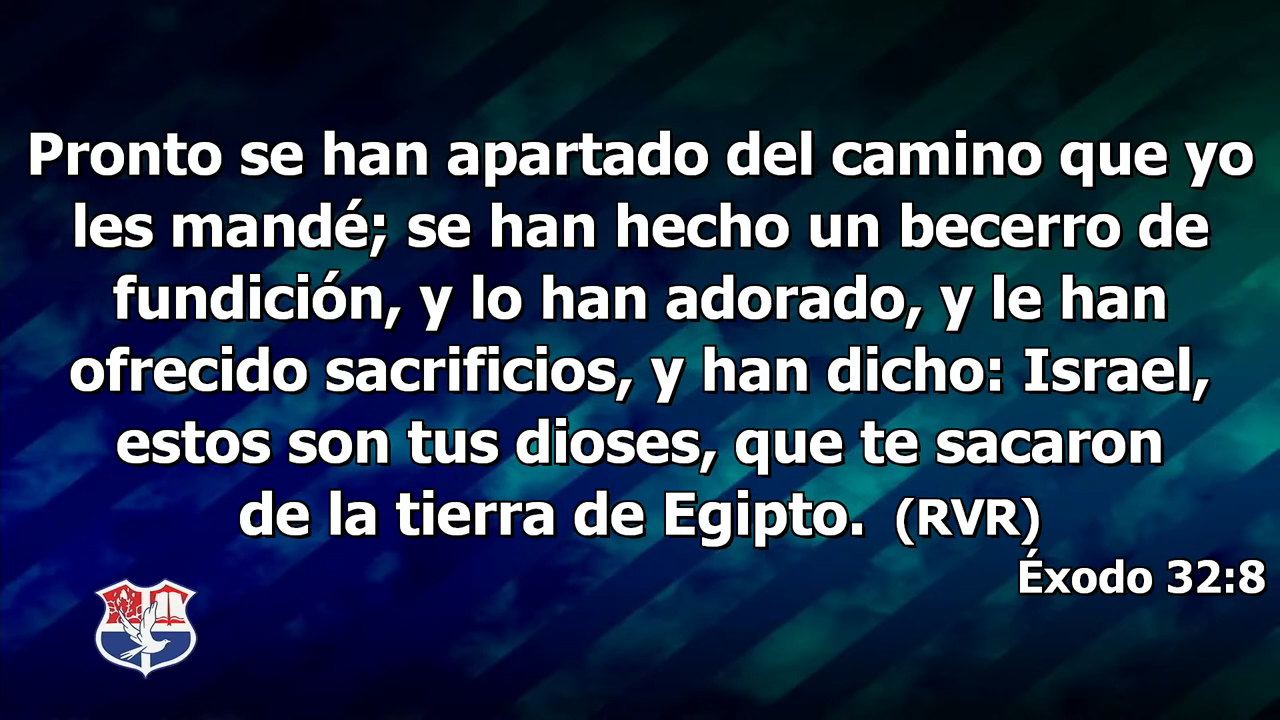 Pronto se han apartado del camino que yo
les mandé; se han hecho un becerro de
fundición, y lo han adorado, y le han
ofrecido sacrificios, y han dicho: Israel,
estos son tus dioses, que te sacaron
de la tierra de Egipto. (RVR)
Éxodo 32:8